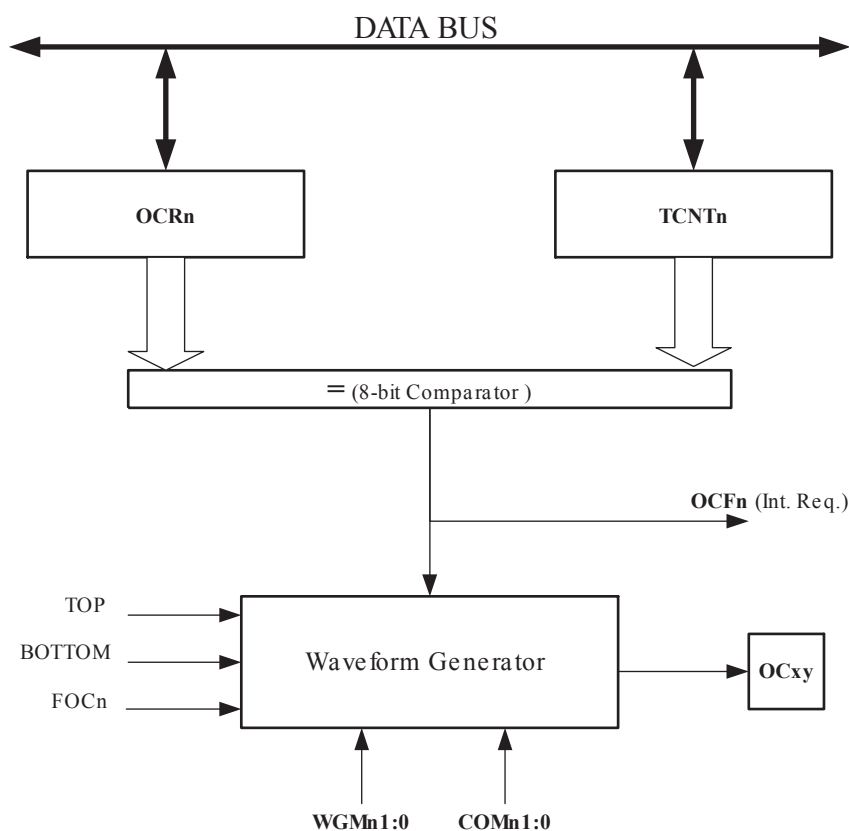 DATA BUS
OCRn
TCNTn
= (8-bit Comparator )
OCFn (Int. Req.)
TOP
BOTTOM
FOCn
Waveform Generator
OCxy
WGMn1:0
COMn1:0